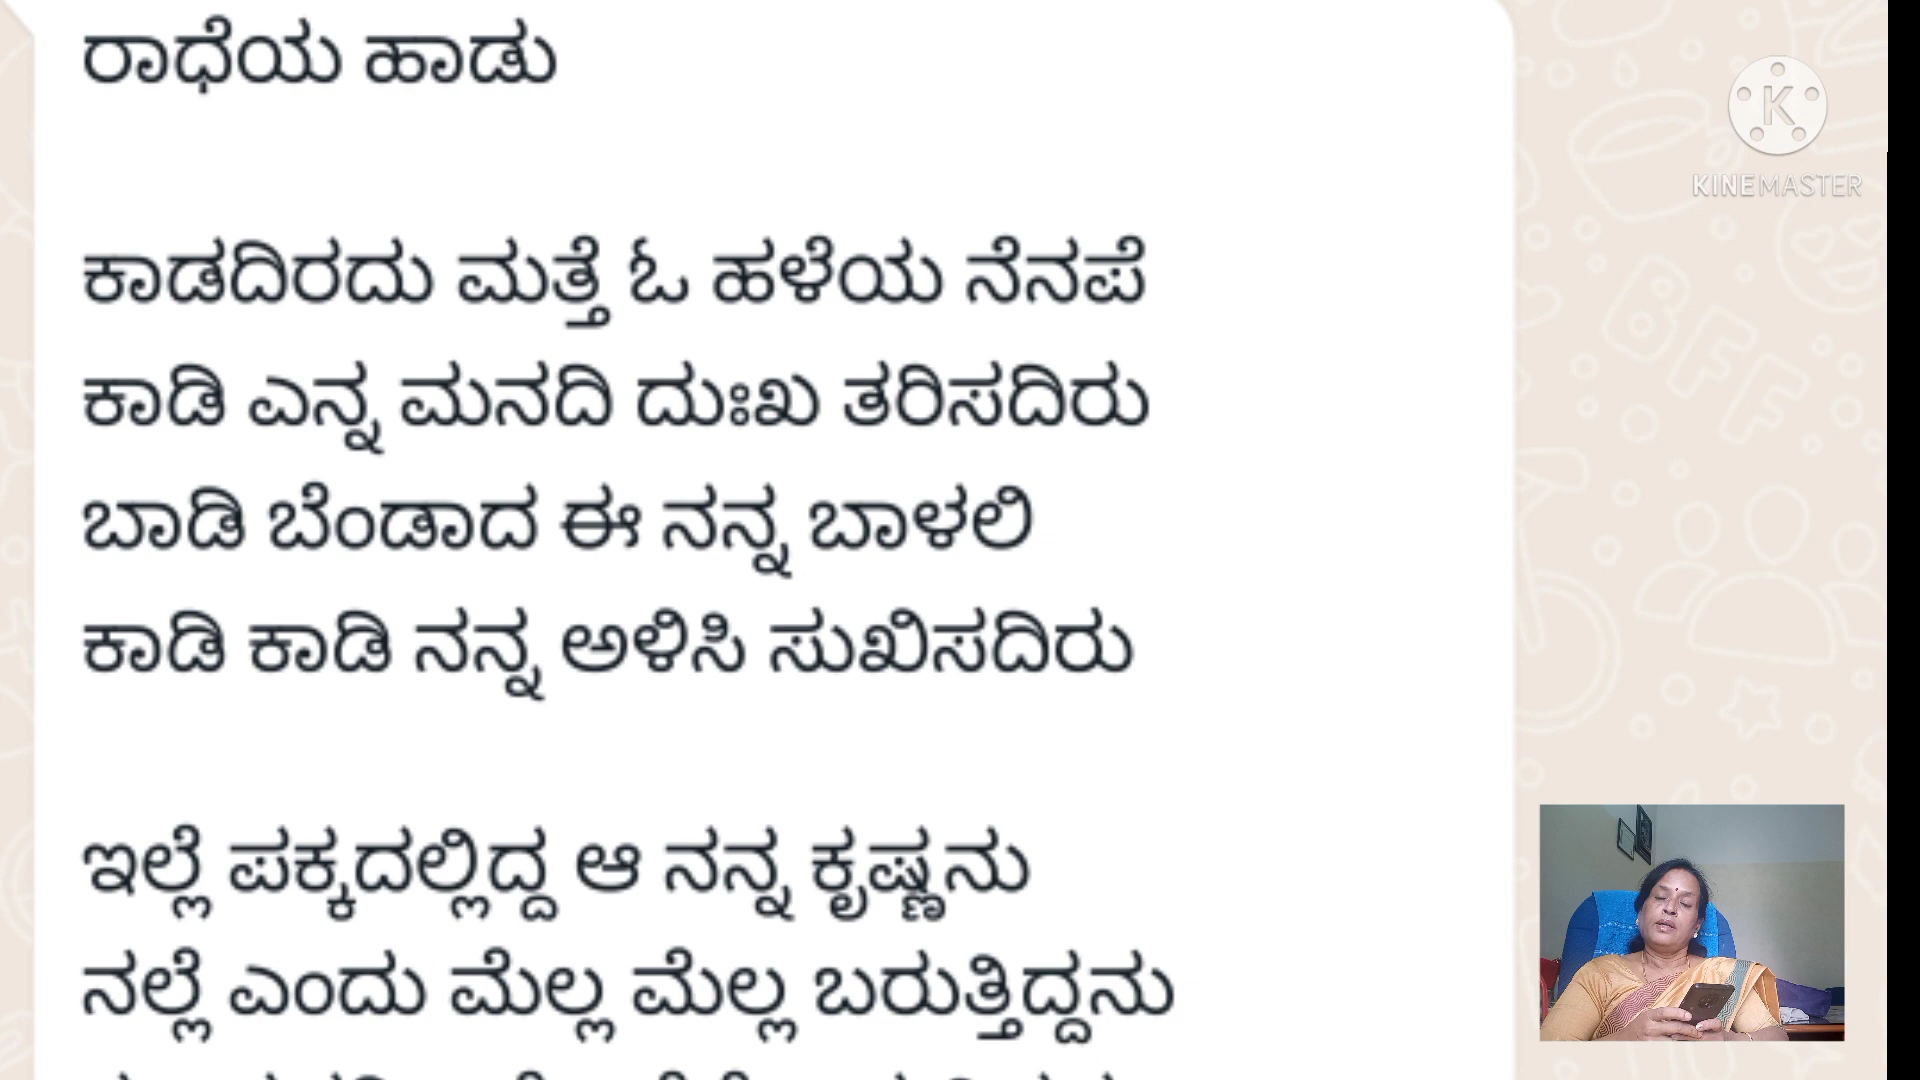 ರಾಧೆಯ ಹಾಡು
ಕಾಡದಿರದು ಮತ್ತೆ ಓ ಹಳೆಯ ನೆನಪೆ
ಕಾಡಿ ಎನ್ನ ಮನದಿ ದುಃಖ ತರಿಸದಿರು
ಬಾಡಿ ಬೆಂಡಾದ ಈ ನನ್ನ ಬಾಳಲಿ
ಕಾಡಿ ಕಾಡಿ ನನ್ನ ಅಳಿಸಿ ಸುಖಿಸದಿರು
ಇಲ್ಲೆ ಪಕ್ಕದಲ್ಲಿದ್ದ ಆ ನನ್ನ ಕೃಷ್ಣನು
ನಲ್ಲೆ ಎಂದು ಮೆಲ್ಲ ಮೆಲ್ಲ ಬರುತ್ತಿದ್ದನು
K
KINEMASTER
BFF